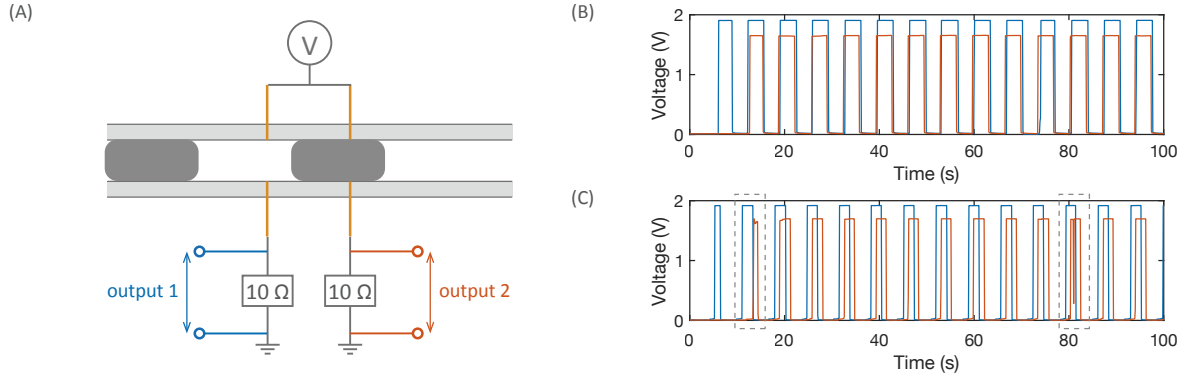 (A)
V
output 1
10 Ω
10 Ω
output 2
(B)
Voltage (V)
2
1
0
0 20 40 60 80 100
Time (s)
(C)
Voltage (V)
2
1
0
0 20 40 60 80 100
Time (s)